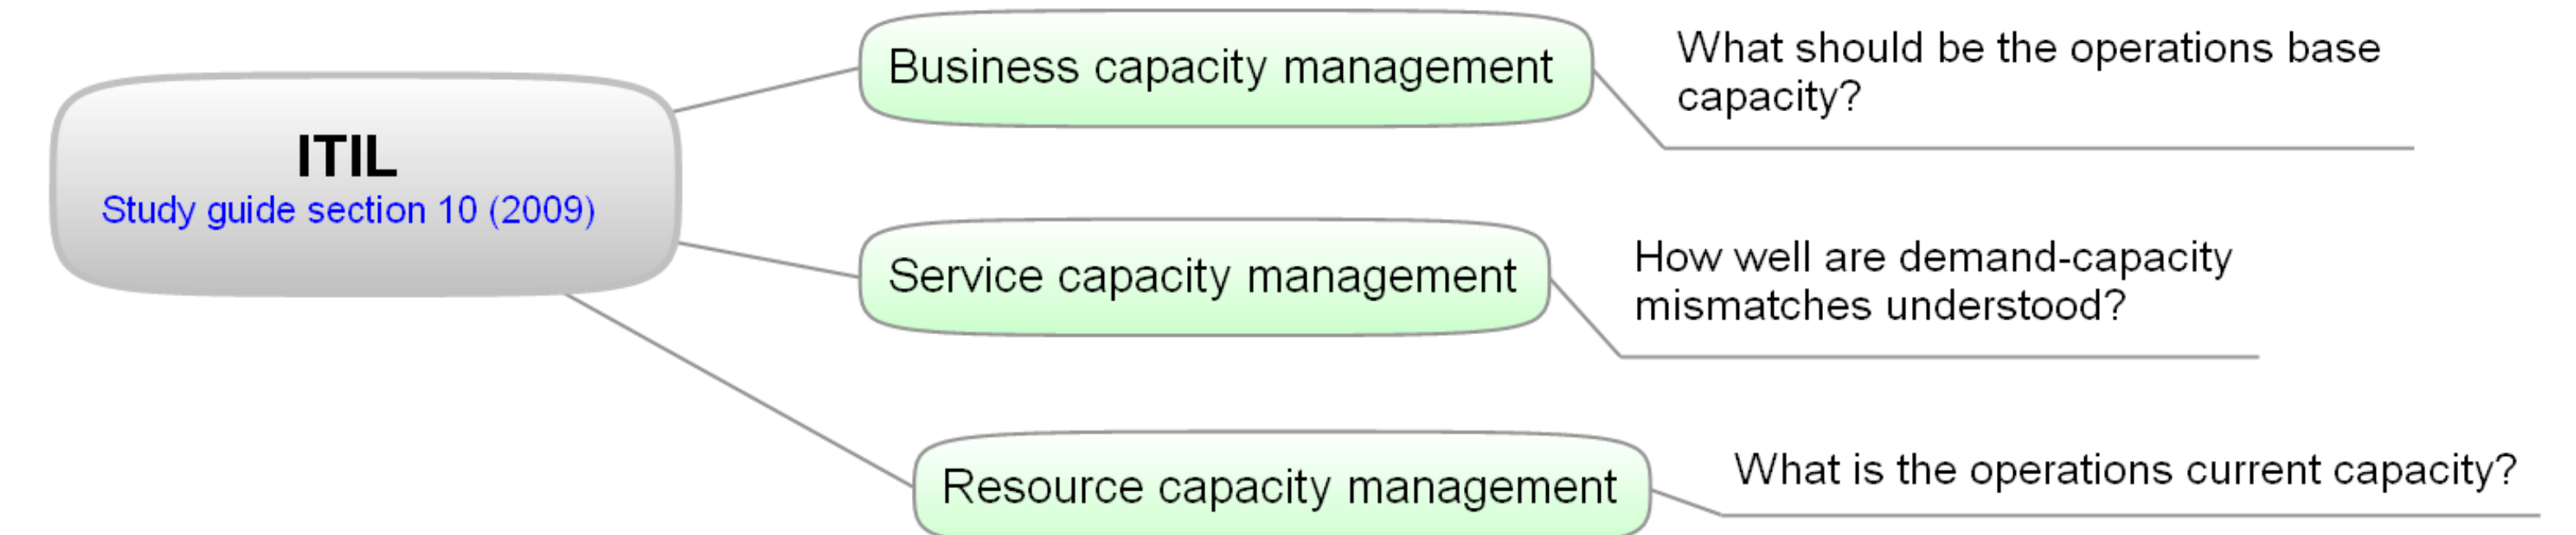 ITIL
Study guide section 10 (2009)
Business capacity management
What should be the operations base
capacity?
Service capacity management
How well are demand-capacity
mismatches understood?
Resource capacity management
What is the operations current capacity?